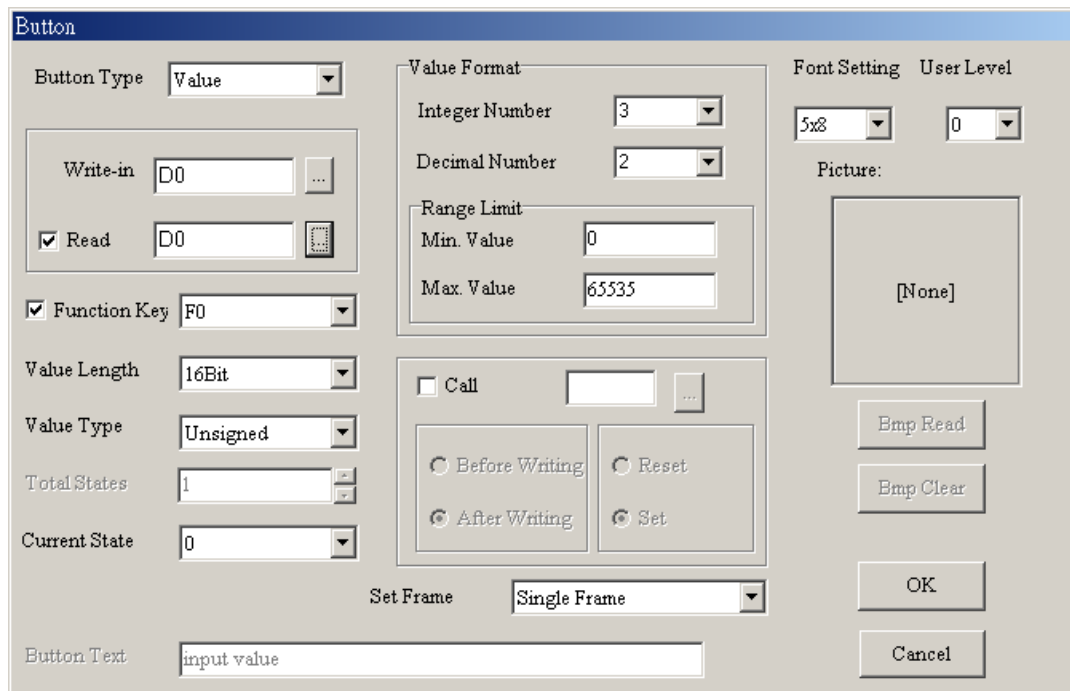 Button
Button Type Value
Write-in D0 ...
Read D0 ...
Function Key F0
Value Length 16Bit
Value Type Unsigned
Total States 1
Current State 0
Value Format
Integer Number 3
Decimal Number 2
Range Limit
Min. Value 0
Max. Value 65535
Call ...
Before Writing Reset
After Writing Set
Set Frame Single Frame
Button Text input value
Font Setting User Level
5x8 0
Picture:
[None]
Bmp Read
Bmp Clear
OK
Cancel